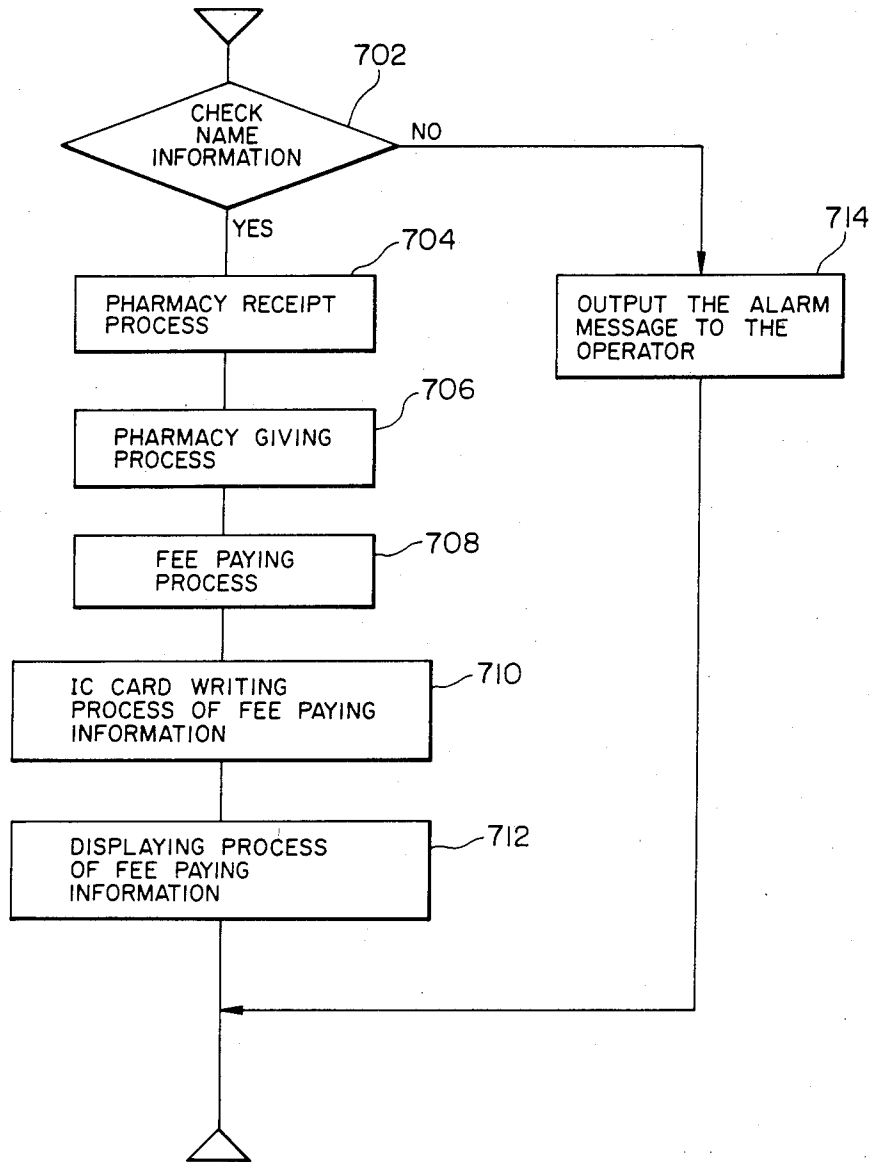 702
CHECK
NAME
INFORMATION
NO
YES
704
PHARMACY RECEIPT
PROCESS
714
OUTPUT THE ALARM
MESSAGE TO THE
OPERATOR
706
PHARMACY GIVING
PROCESS
708
FEE PAYING
PROCESS
710
IC CARD WRITING
PROCESS OF FEE PAYING
INFORMATION
712
DISPLAYING PROCESS
OF FEE PAYING
INFORMATION